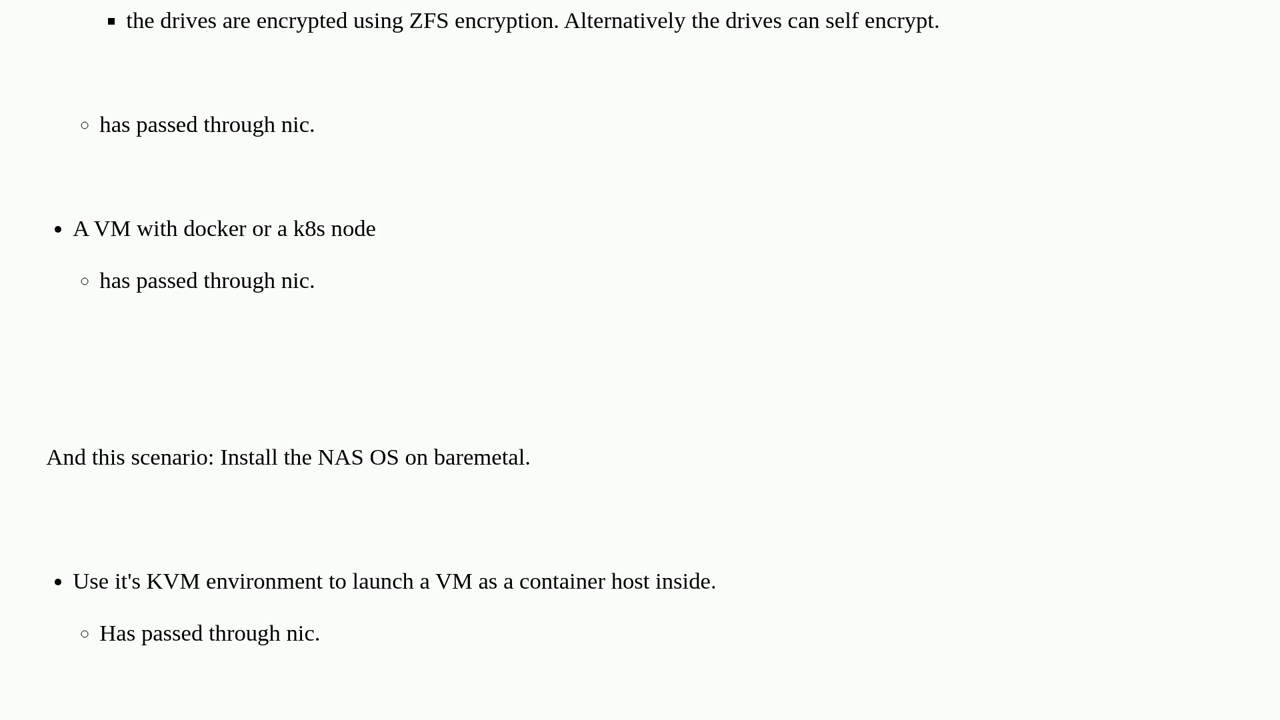 the drives are encrypted using ZFS encryption. Alternatively the drives can self encrypt.
has passed through nic.
A VM with docker or a k8s node
has passed through nic.
And this scenario: Install the NAS OS on baremetal.
Use it's KVM environment to launch a VM as a container host inside.
Has passed through nic.